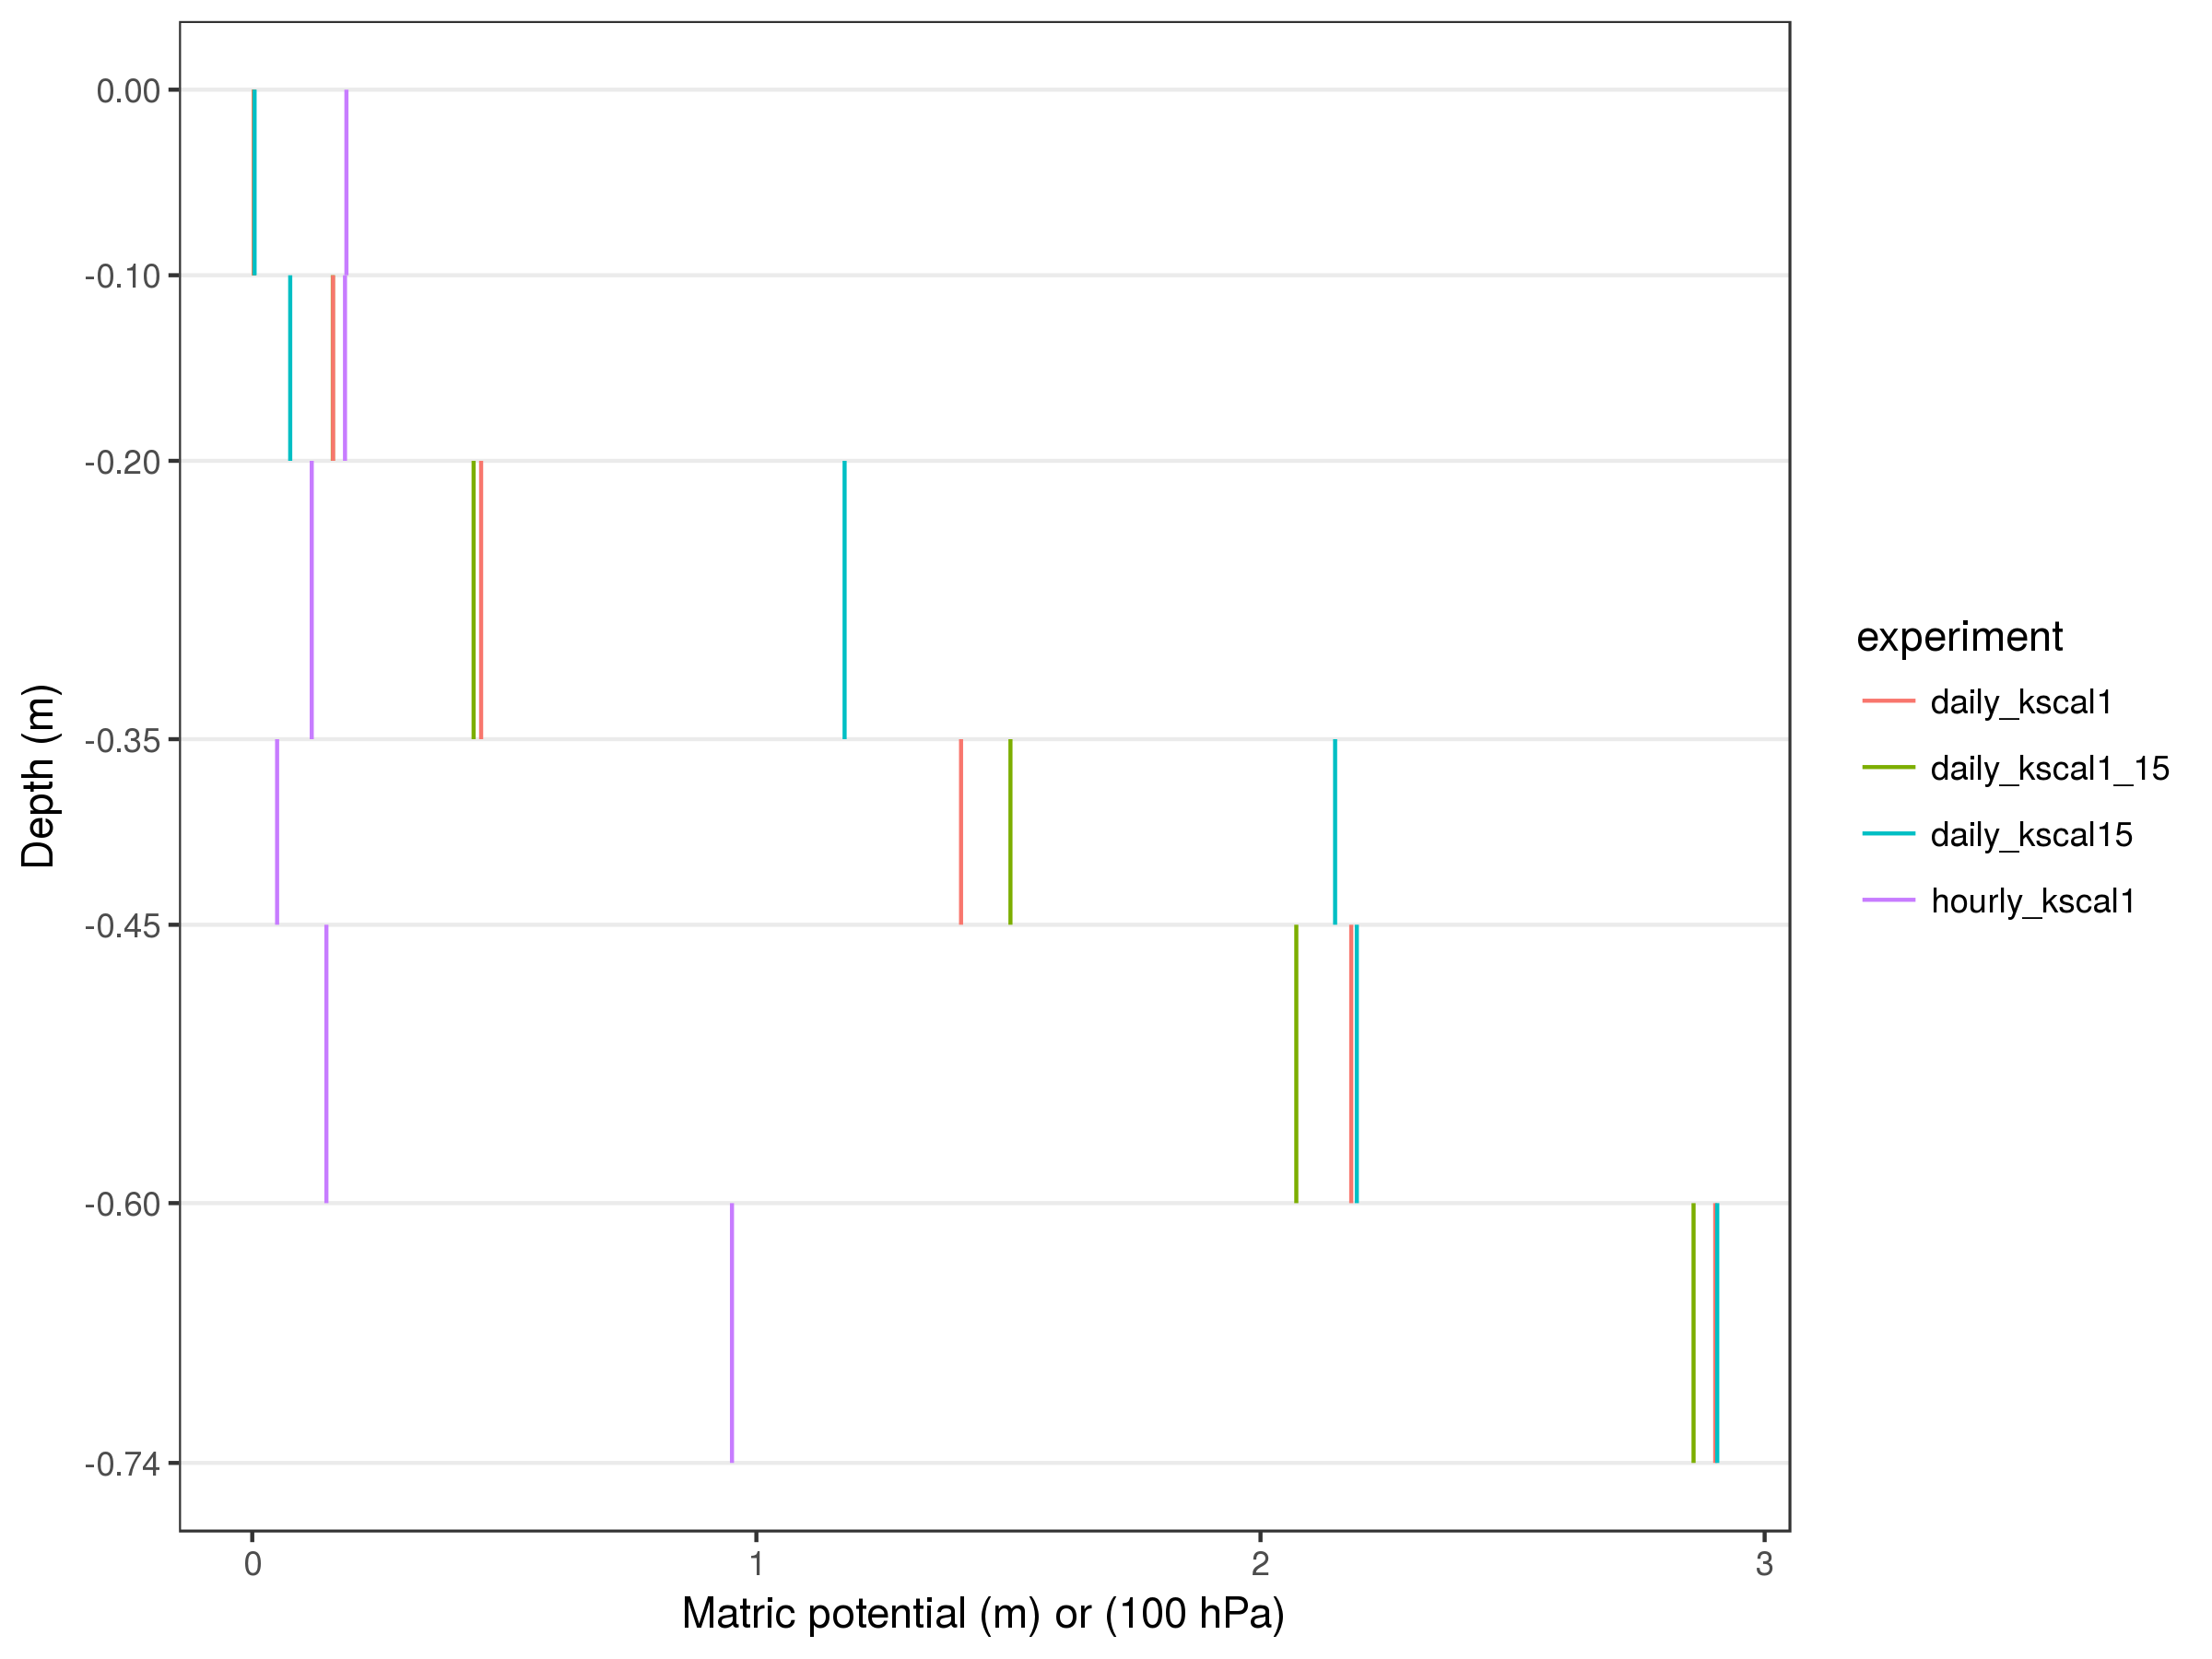 0.00
-0.10
-0.20
-0.35
-0.45
-0.60
-0.74
Depth (m)
0 1 2 3
Matric potential (m) or (100 hPa)
experiment
daily_kscal1
daily_kscal1_15
daily_kscal15
hourly_kscal1